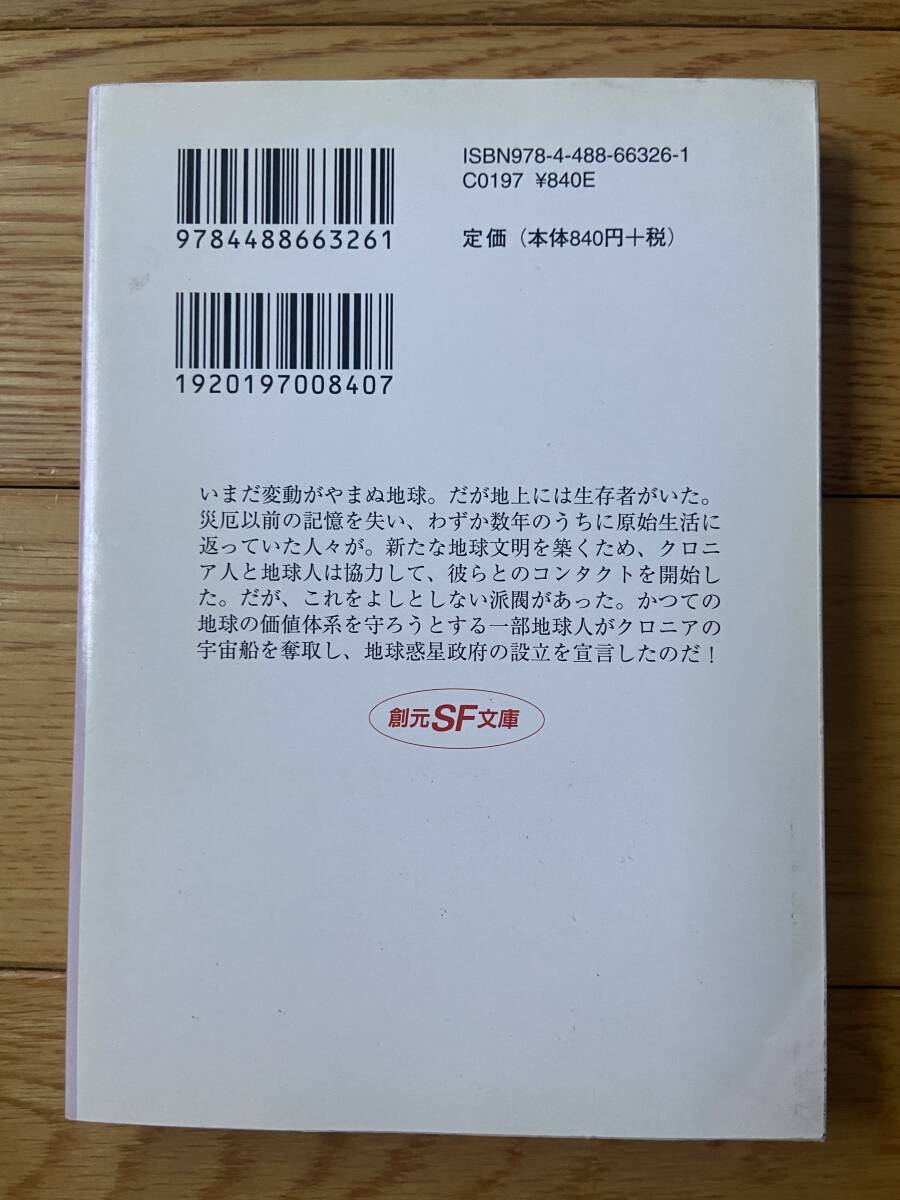 ISBN978-4-488-66326-1
C0197 ¥840E
9784488663261
定価（本体840円+税）
1920197008407
いまだ変動がやまぬ地球。だが地上には生存者がいた。
災厄以前の記憶を失い、わずか数年のうちに原始生活に
返っていた人々が。新たな地球文明を築くため、クロニ
ア人と地球人は協力して、彼らとのコンタクトを開始し
た。だが、これをよしとしない派閥があった。かつての
地球の価値体系を守ろうとする一部地球人がクロニアの
宇宙船を奪取し、地球惑星政府の設立を宣言したのだ！
創元SF文庫